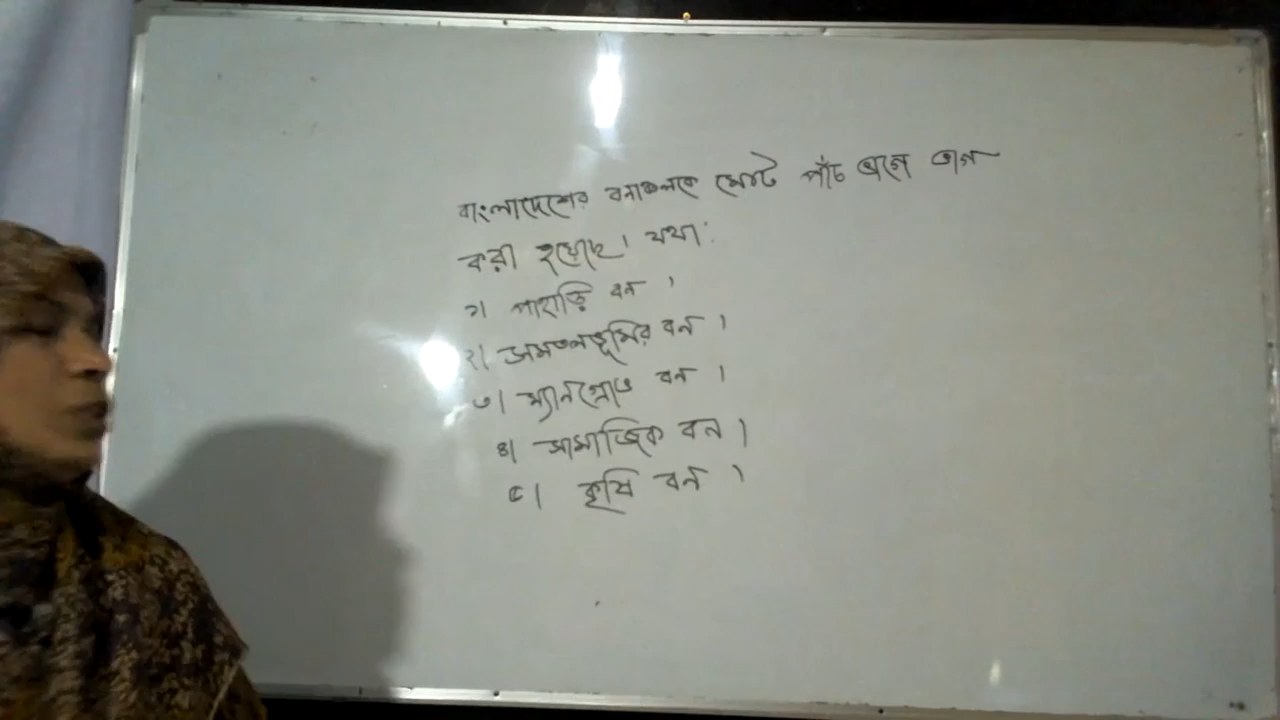 বাংলাদেশের বনাঞ্চলকে মোট পাঁচ ভাগে ভাগ
করা হয়েছে। যথা:
১। পাহাড়ি বন।
২। সমতলভূমির বন।
৩। ম্যানগ্রোভ বন।
৪। সামাজিক বন।
৫। কৃষি বন।